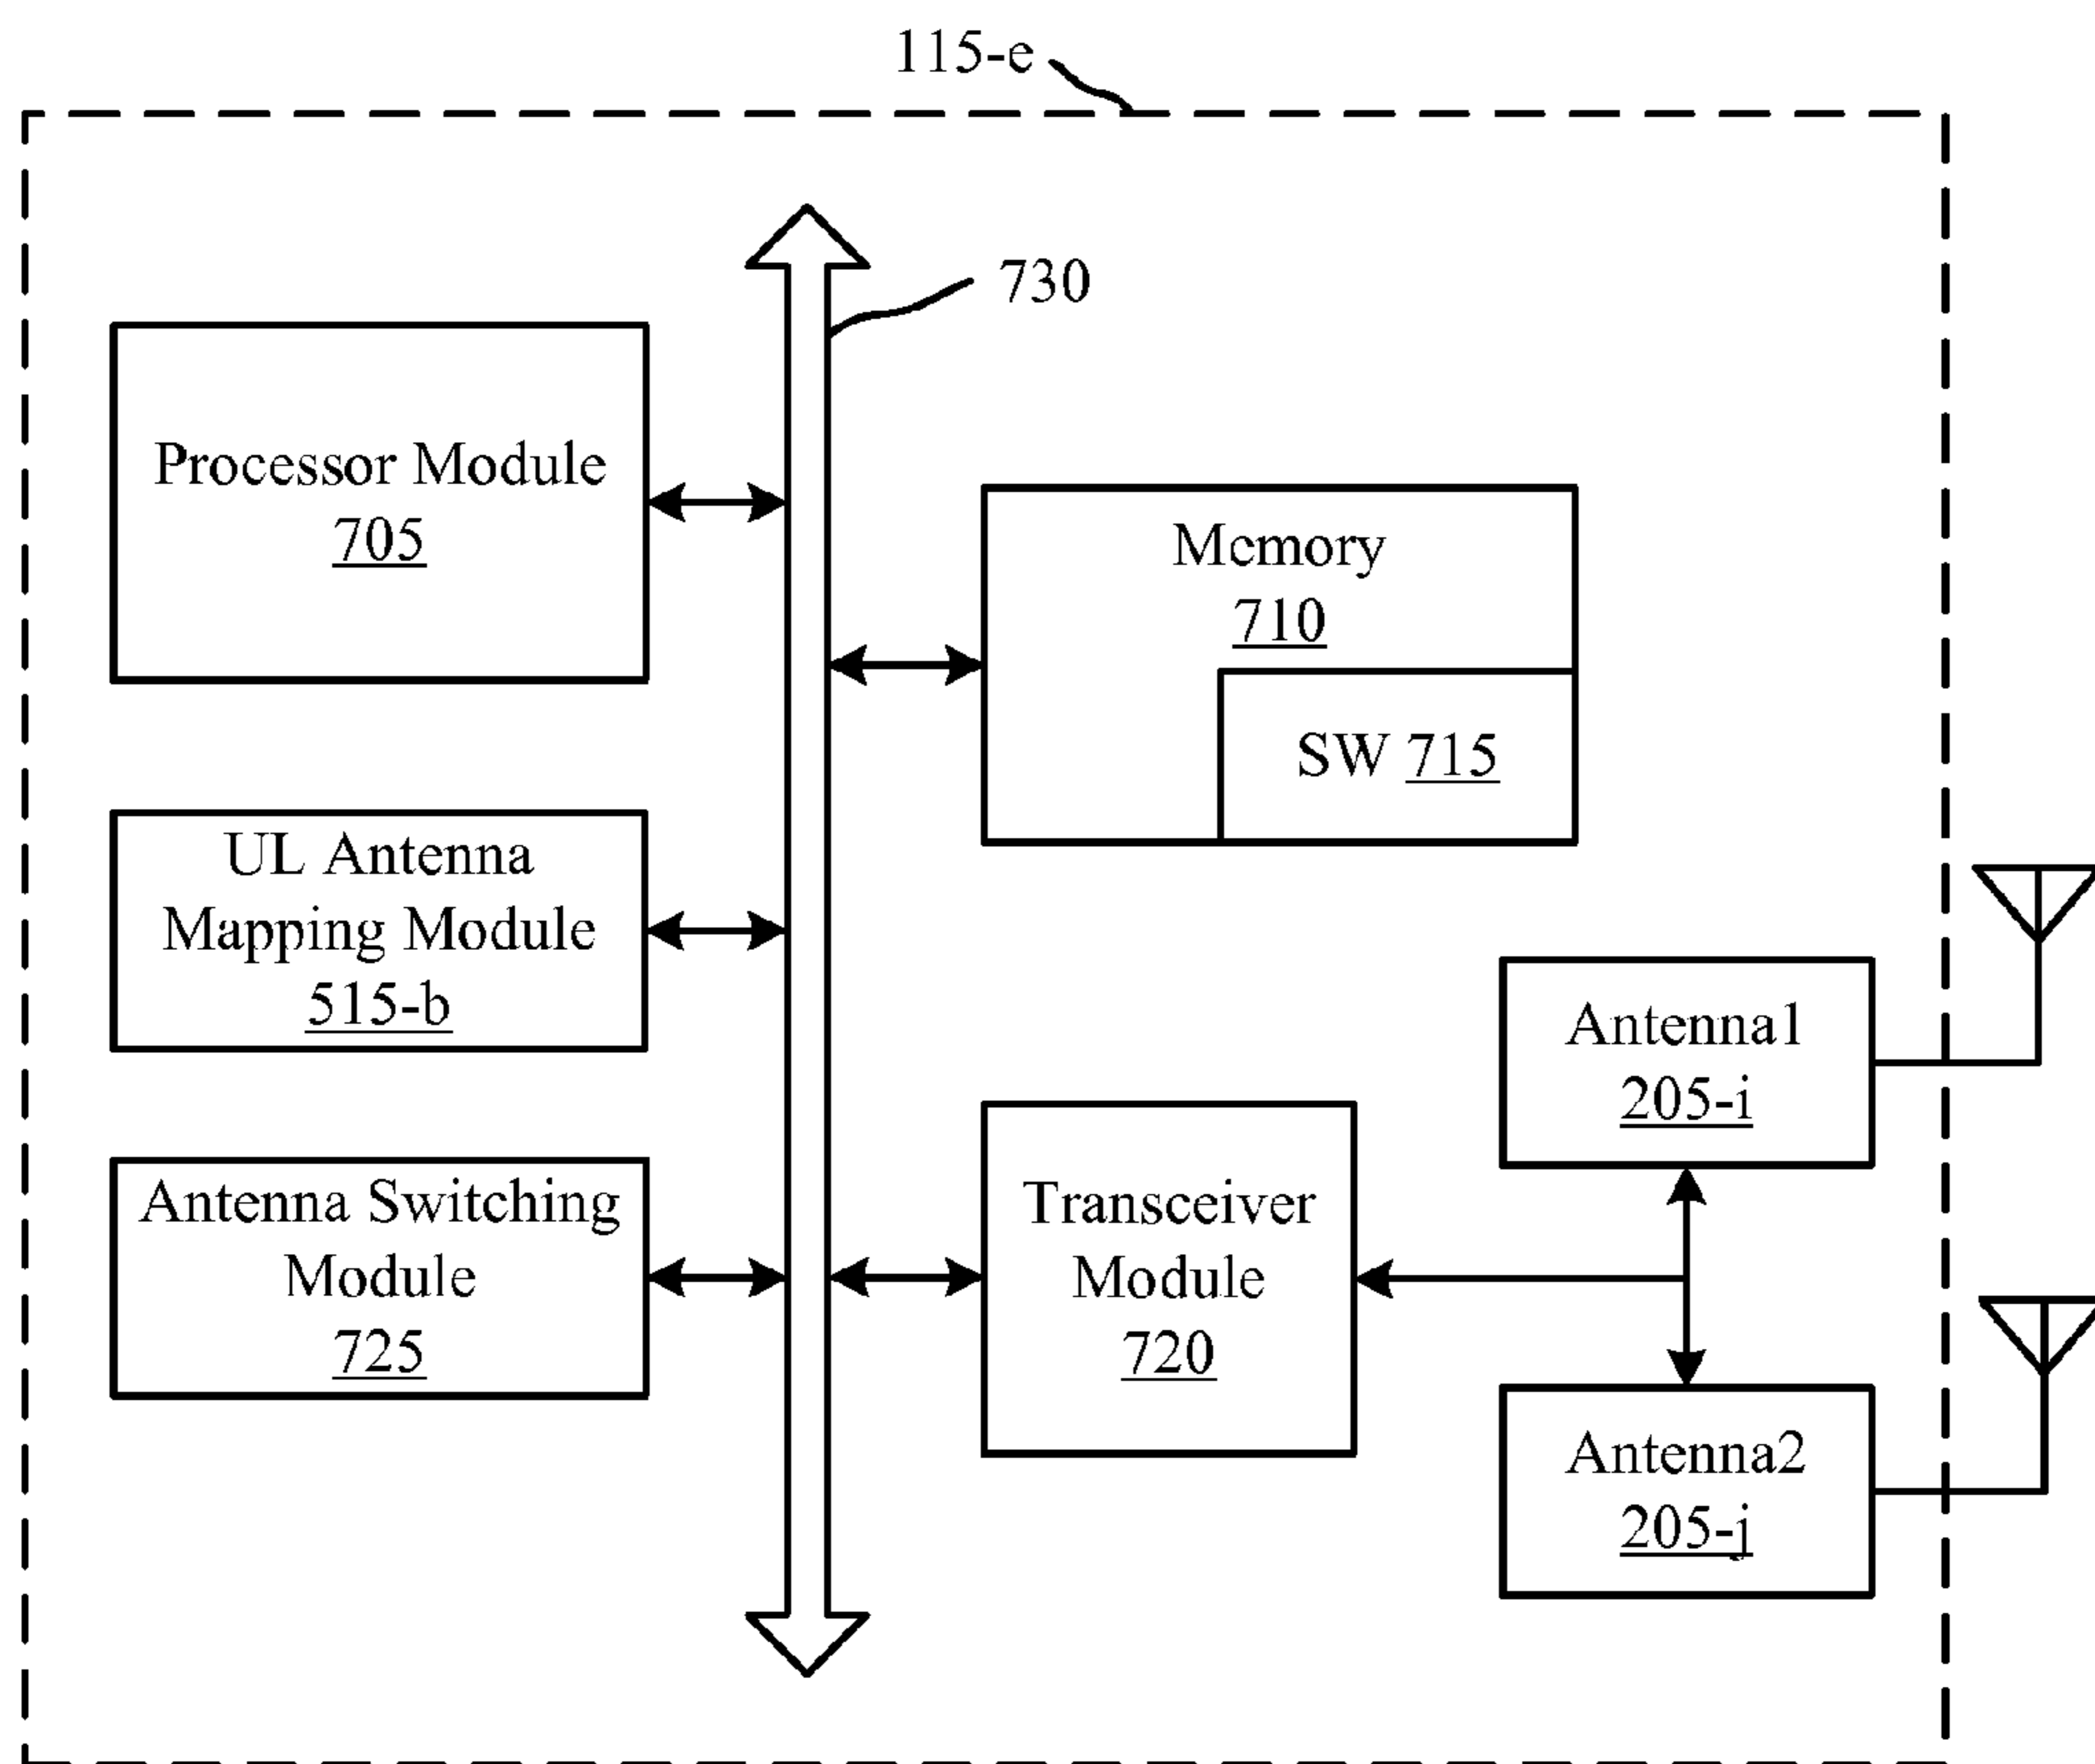 115-e
730
Processor Module
705
Memory
710
SW 715
UL Antenna
Mapping Module
515-b
Antenna1
205-i
Antenna Switching
Module
725
Transceiver
Module
720
Antenna2
205-j